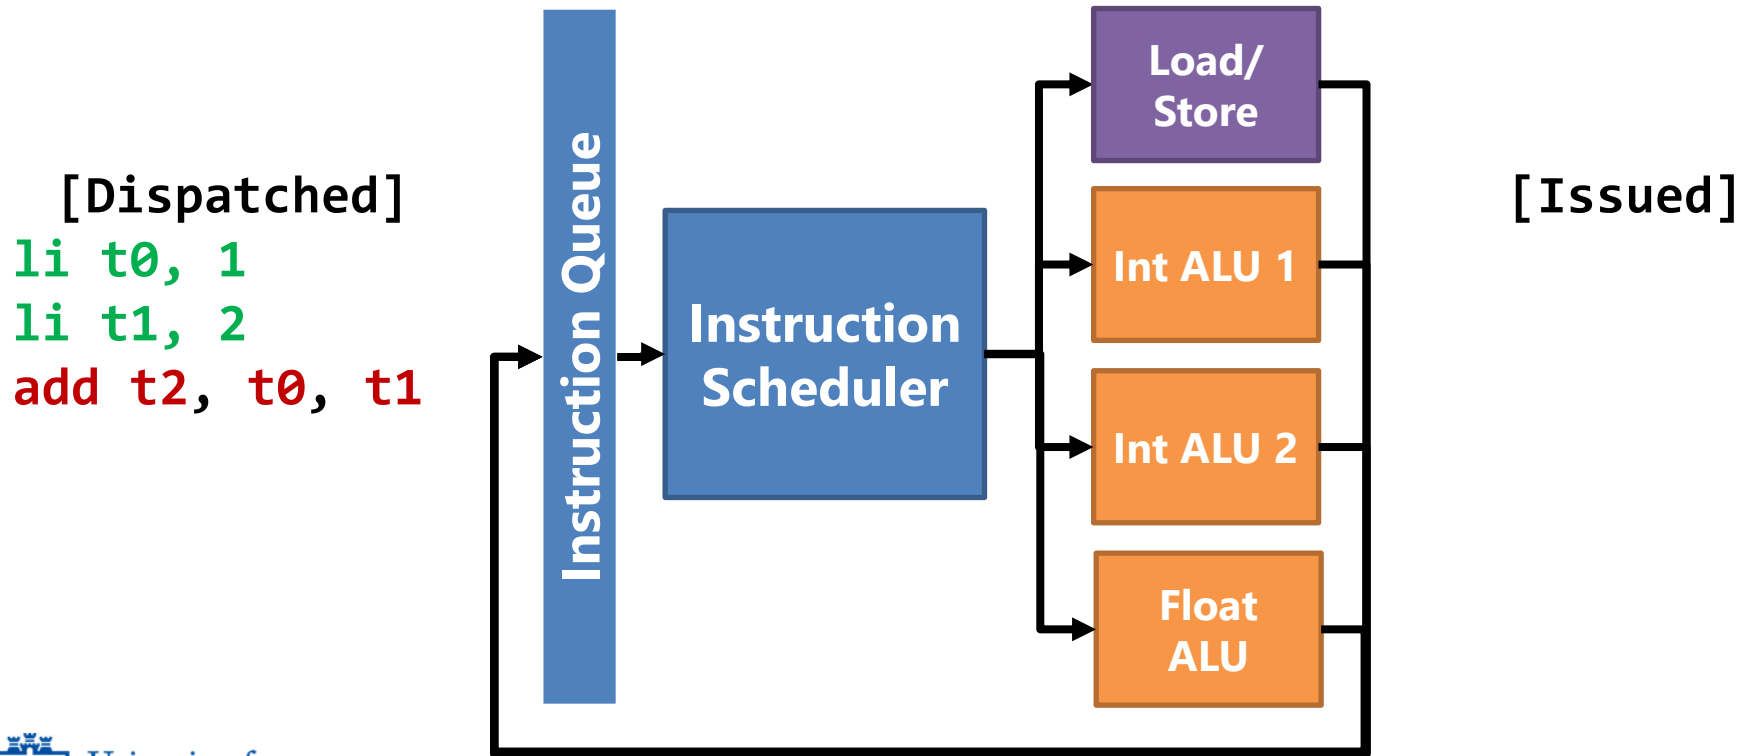 [Dispatched]
li t0, 1
li t1, 2
add t2, t0, t1
Instruction Queue
Instruction
Scheduler
Load/
Store
Int ALU 1
Int ALU 2
Float
ALU
[Issued]